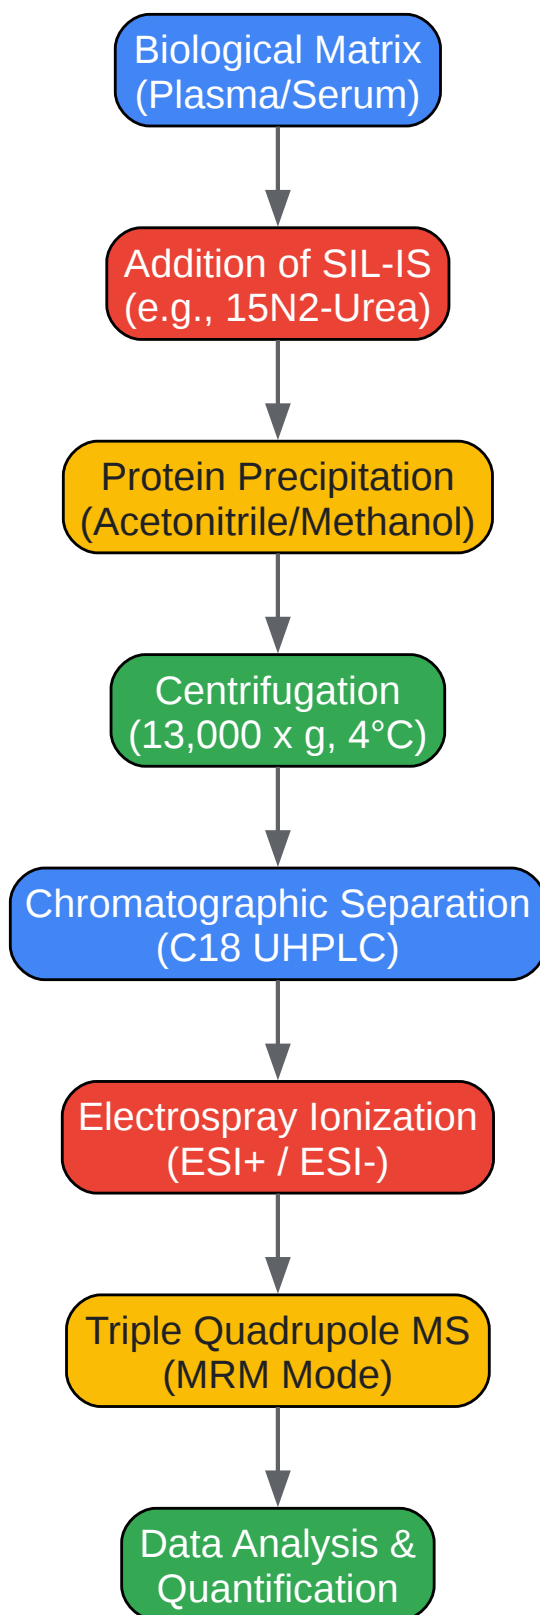 Biological Matrix
(Plasma/Serum)
Addition of SIL-IS
(e.g., 15N2-Urea)
Protein Precipitation
(Acetonitrile/Methanol)
Centrifugation
(13,000 x g, 4°C)
Chromatographic Separation
(C18 UHPLC)
Electrospray Ionization
(ESI+ / ESI-)
Triple Quadrupole MS
(MRM Mode)
Data Analysis &
Quantification